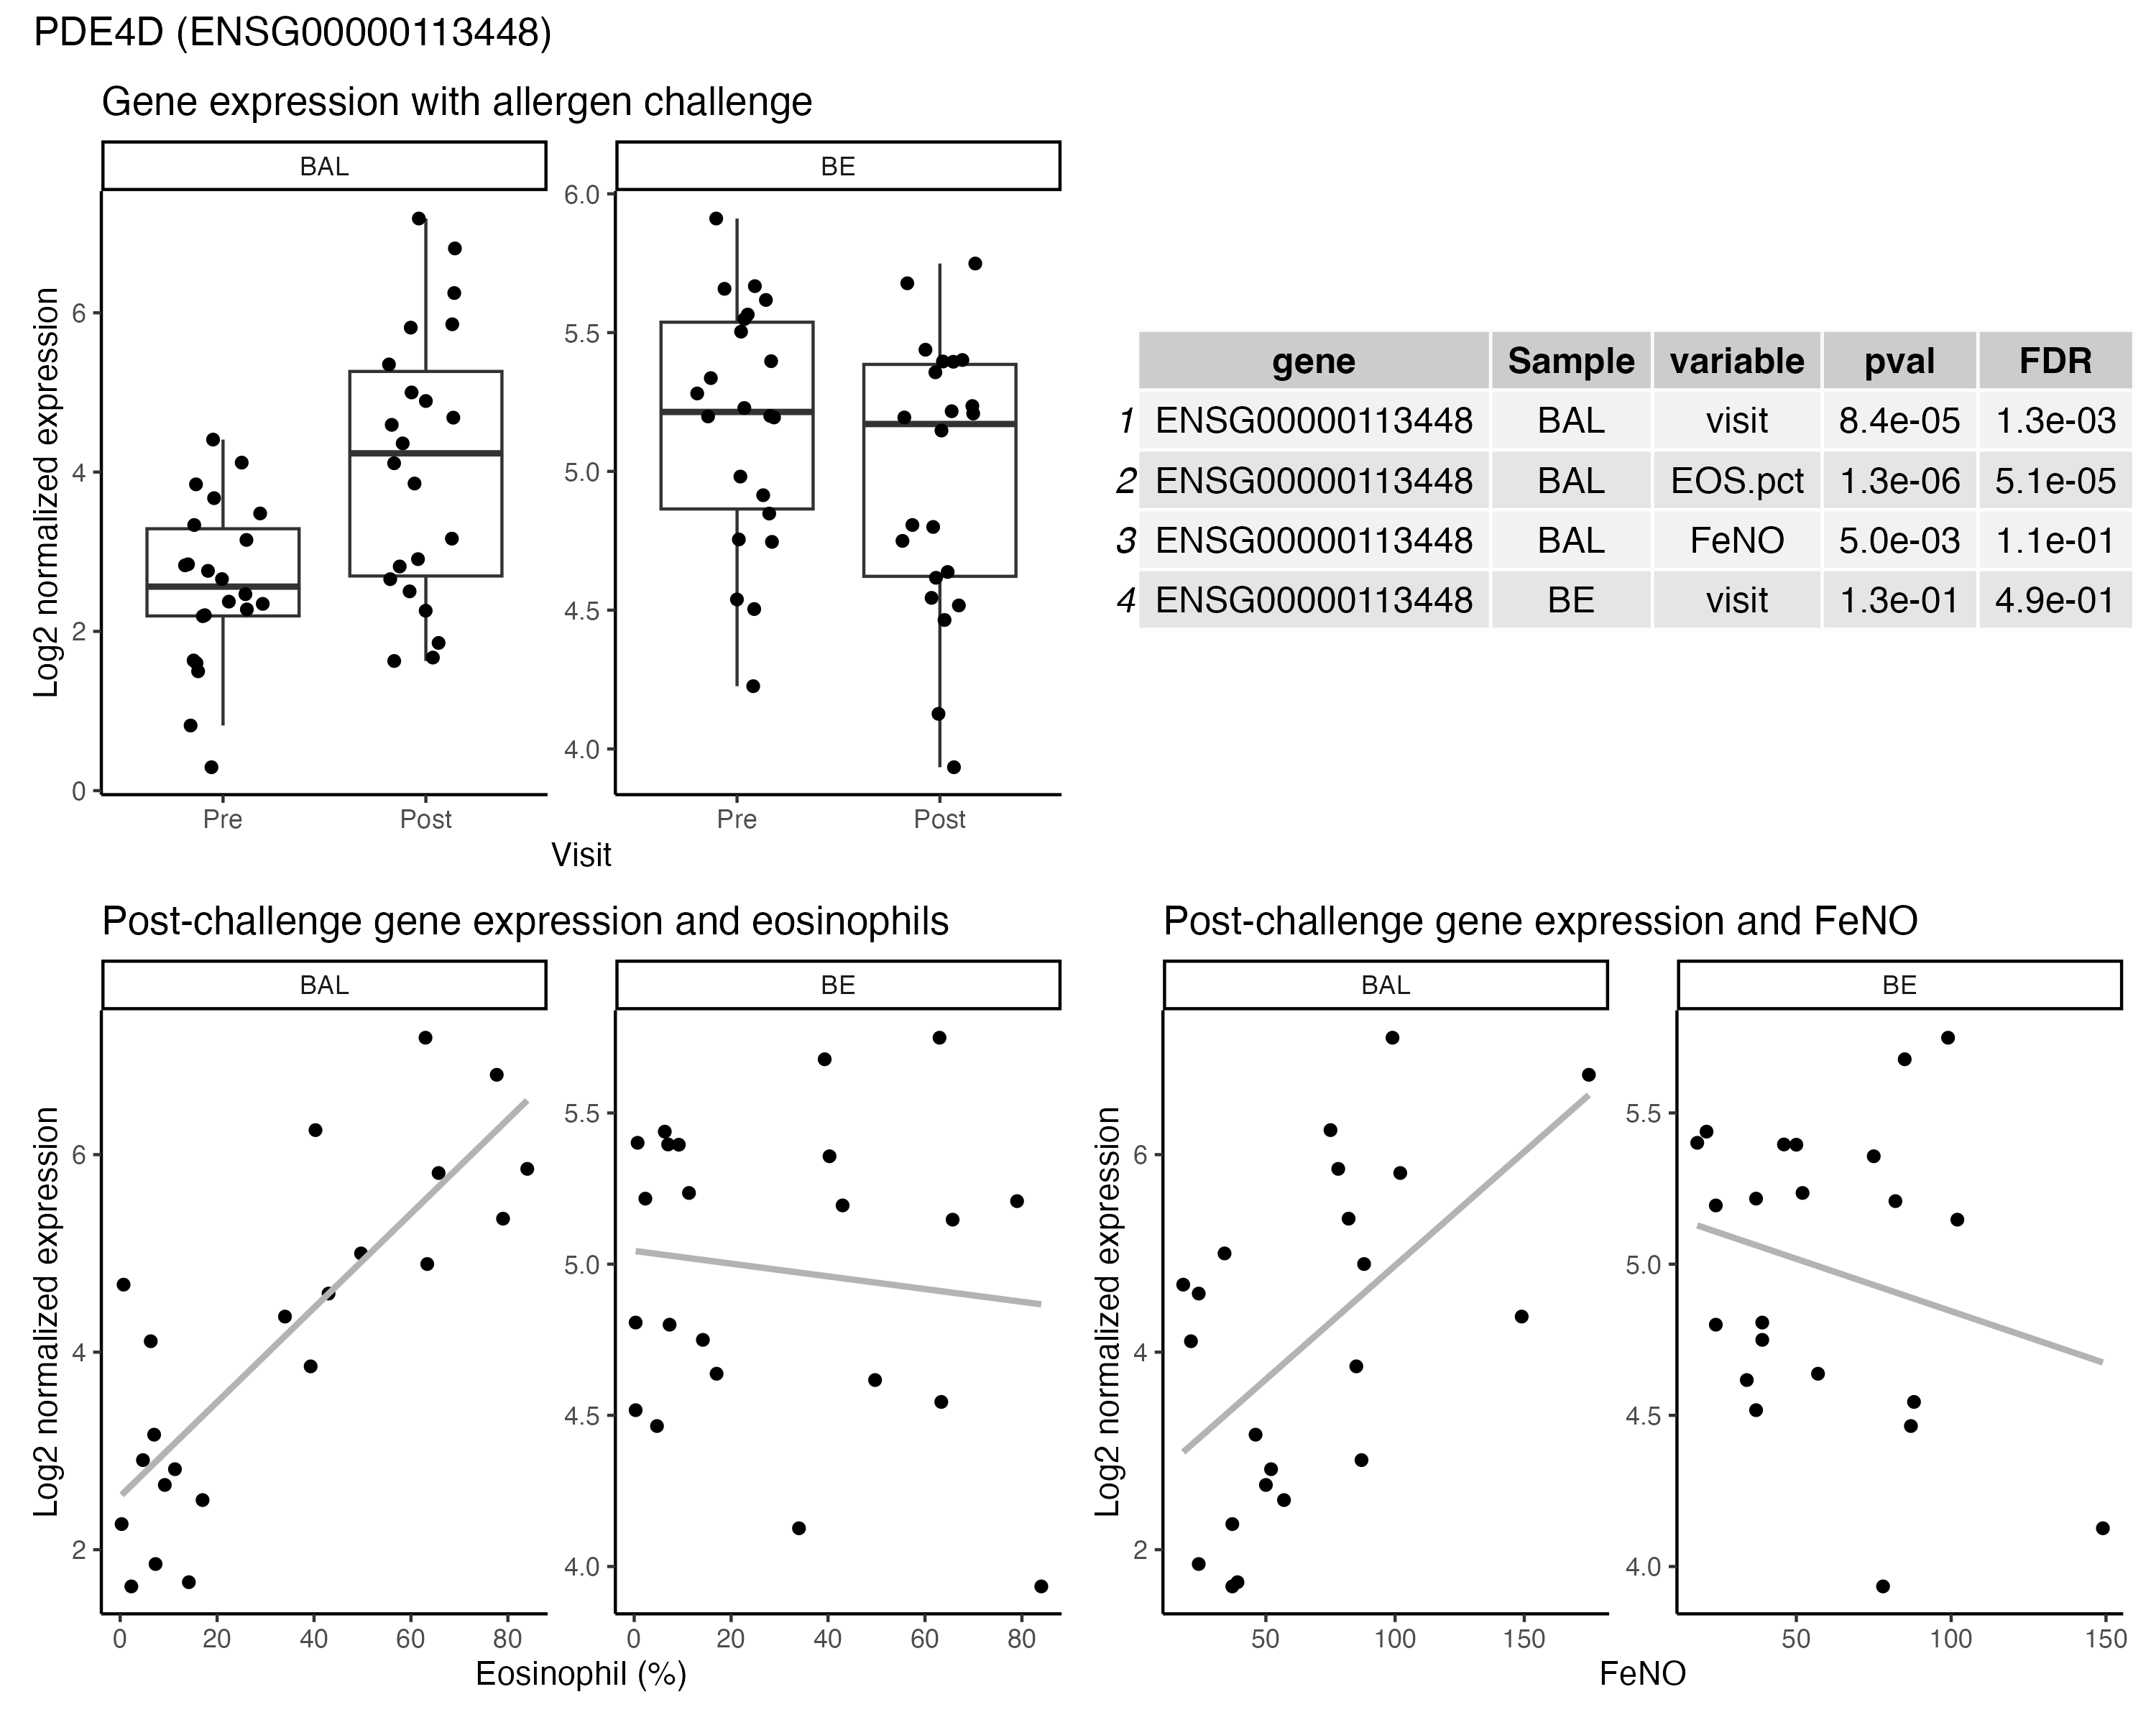 PDE4D (ENSG00000113448)
Gene expression with allergen challenge
BAL
BE
Log2 normalized expression
6
4
2
0
6.0
5.5
5.0
4.5
4.0
Pre
Post
Pre
Post
Visit
gene Sample variable pval FDR
1 ENSG00000113448 BAL visit 8.4e-05 1.3e-03
2 ENSG00000113448 BAL EOS.pct 1.3e-06 5.1e-05
3 ENSG00000113448 BAL FeNO 5.0e-03 1.1e-01
4 ENSG00000113448 BE visit 1.3e-01 4.9e-01
Post-challenge gene expression and eosinophils
BAL
BE
Log2 normalized expression
6
4
2
5.5
5.0
4.5
4.0
0 20 40 60 80
0 20 40 60 80
Eosinophil (%)
Post-challenge gene expression and FeNO
BAL
BE
Log2 normalized expression
6
4
2
5.5
5.0
4.5
4.0
50 100 150
50 100 150
FeNO